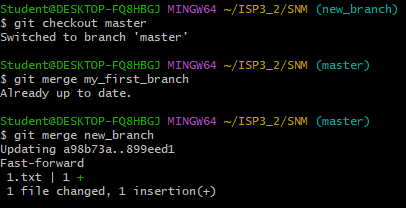 Student@DESKTOP-FQ8HBGJ MINGW64 ~/ISP3_2/SNM (new_branch)
$ git checkout master
Switched to branch 'master'
Student@DESKTOP-FQ8HBGJ MINGW64 ~/ISP3_2/SNM (master)
$ git merge my_first_branch
Already up to date.
Student@DESKTOP-FQ8HBGJ MINGW64 ~/ISP3_2/SNM (master)
$ git merge new_branch
Updating a98b73a..899eed1
Fast-forward
 1.txt | 1 +
 1 file changed, 1 insertion(+)